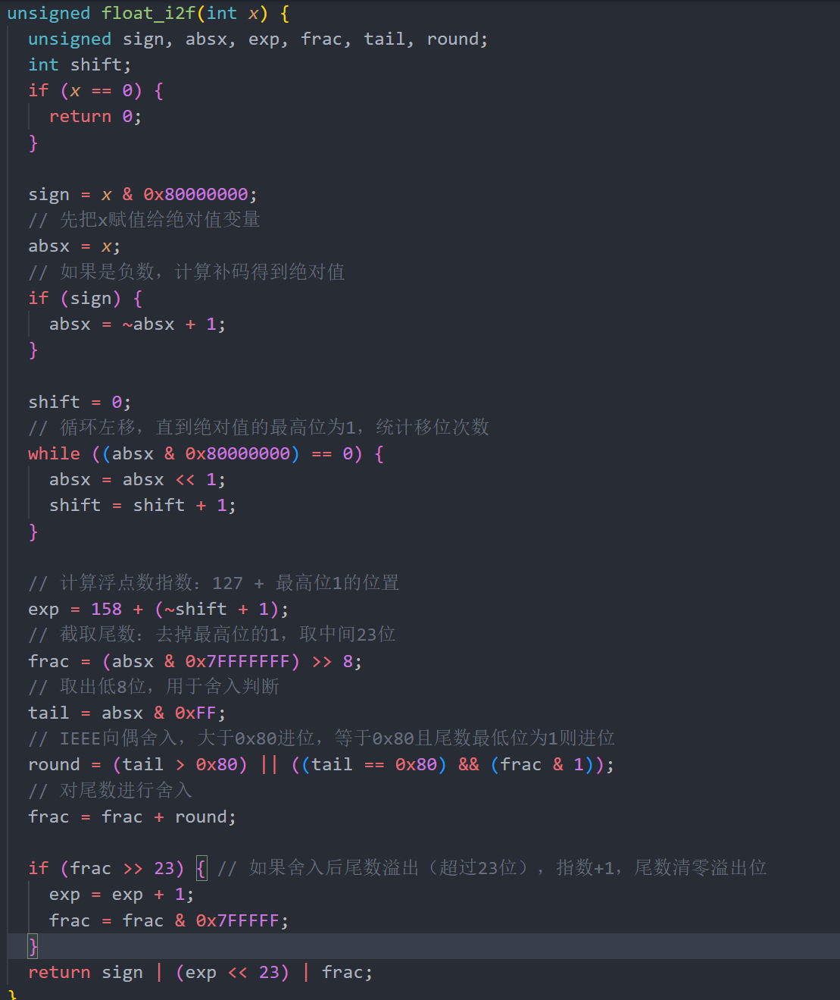 unsigned float_i2f(int x) {
  unsigned sign, absx, exp, frac, tail, round;
  int shift;
  if (x == 0) {
    return 0;
  }
  sign = x & 0x80000000;
  // 先把x赋值给绝对值变量
  absx = x;
  // 如果是负数，计算补码得到绝对值
  if (sign) {
    absx = ~absx + 1;
  }
  shift = 0;
  // 循环左移，直到绝对值的最高位为1，统计移位次数
  while ((absx & 0x80000000) == 0) {
    absx = absx << 1;
    shift = shift + 1;
  }
  // 计算浮点数指数：127 + 最高位1的位置
  exp = 158 + (~shift + 1);
  // 截取尾数：去掉最高位的1，取中间23位
  frac = (absx & 0x7FFFFFFF) >> 8;
  // 取出低8位，用于舍入判断
  tail = absx & 0xFF;
  // IEEE向偶舍入，大于0x80进位，等于0x80且尾数最低位为1则进位
  round = (tail > 0x80) || ((tail == 0x80) && (frac & 1));
  // 对尾数进行舍入
  frac = frac + round;
  if (frac >> 23) { // 如果舍入后尾数溢出（超过23位），指数+1，尾数清零溢出位
    exp = exp + 1;
    frac = frac & 0x7FFFFF;
  }
  return sign | (exp << 23) | frac;
}